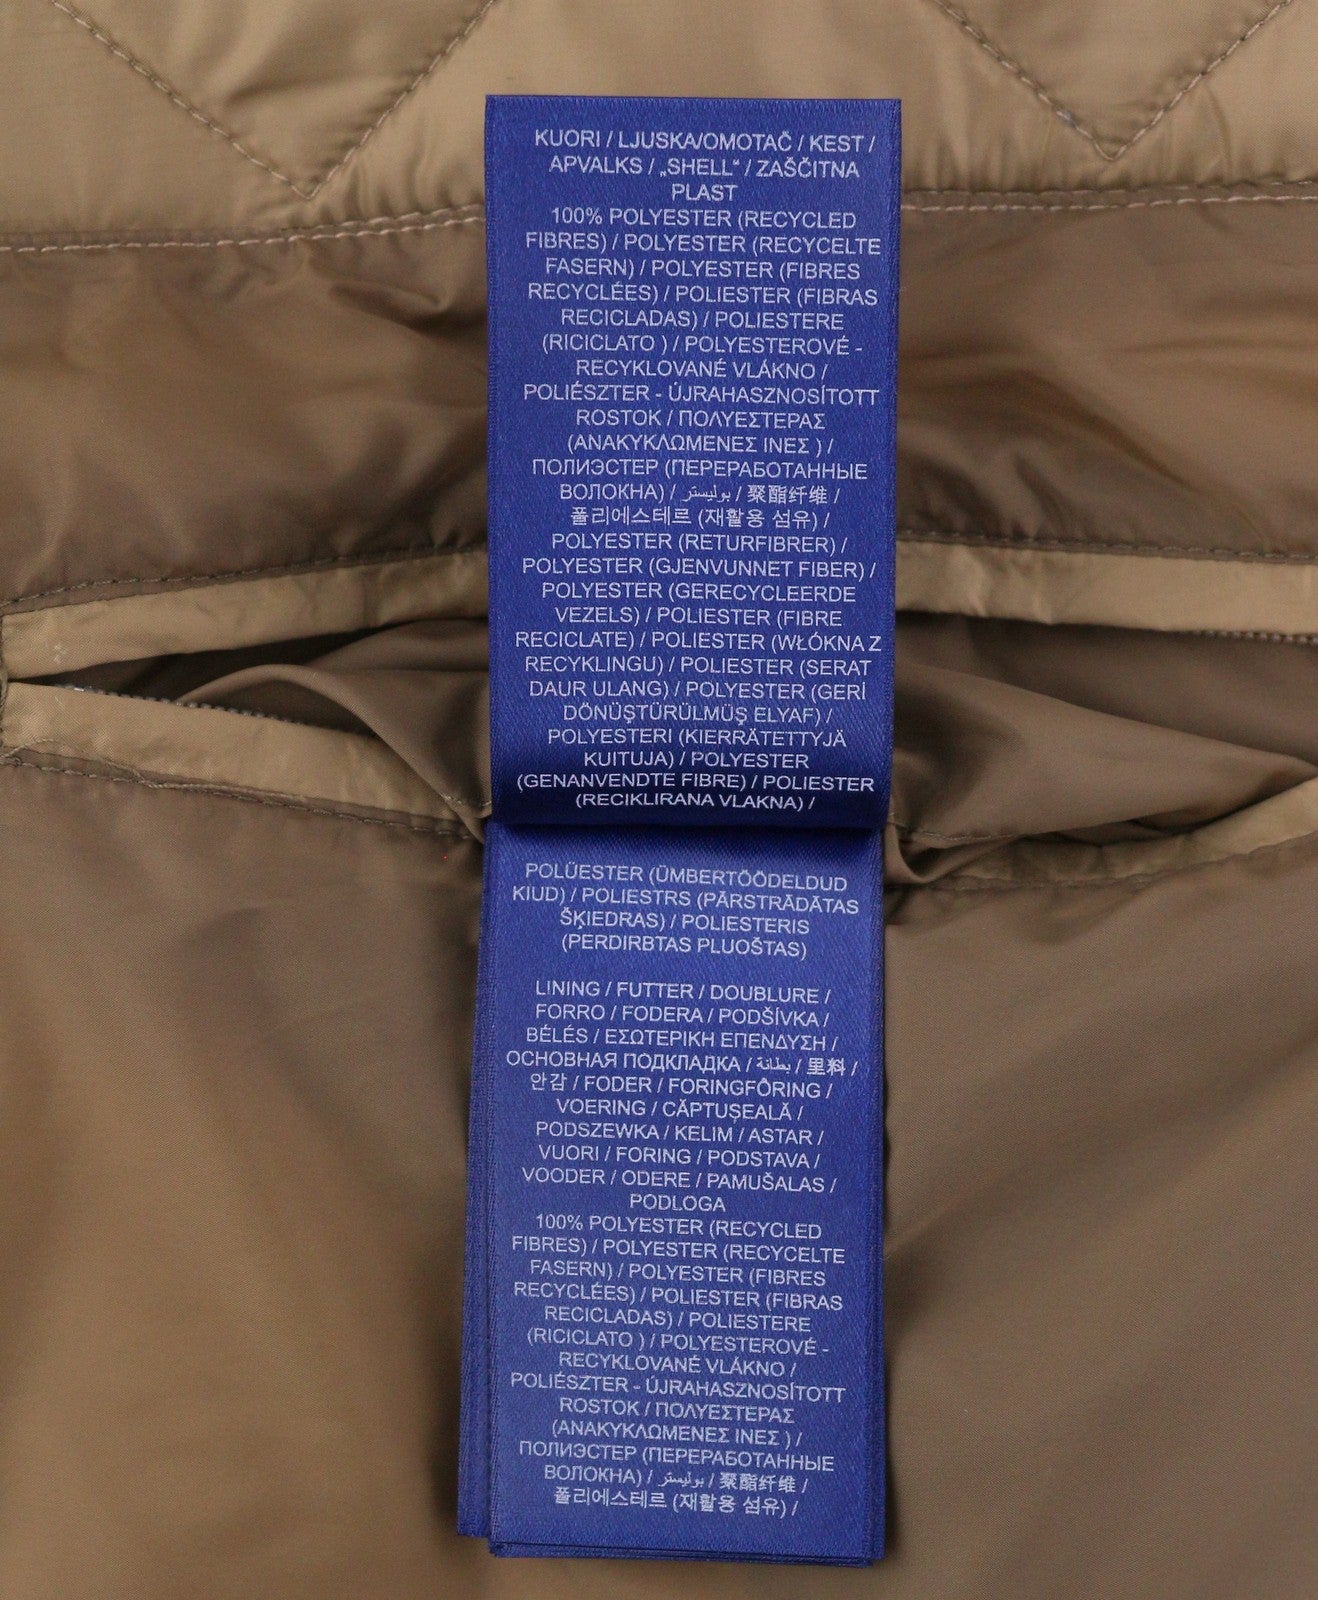 KUORI / LJUSKA/OMOTAČ / KEST /
APVALKS / „SHELL“ / ZAŠČITNA
PLAST
100% POLYESTER (RECYCLED
FIBRES) / POLYESTER (RECYCELTE
FASERN) / POLYESTER (FIBRES
RECYCLÉES) / POLIESTER (FIBRAS
RECICLADAS) / POLIESTERE
(RICICLATO ) / POLYESTEROVÉ -
RECYKLOVANÉ VLÁKNO /
POLIÉSZTER - ÚJRAHASZNOSÍTOTT
ROSTOK / ΠΟΛΥΕΣΤΕΡΑΣ
(ΑΝΑΚΥΚΛΩΜΕΝΕΣ ΙΝΕΣ ) /
ПОЛИЭСТЕР (ПЕРЕРАБОТАННЫЕ
ВОЛОКНА) / بوليستر / 聚酯纤维 /
폴리에스테르 (재활용 섬유) /
POLYESTER (RETURFIBRER) /
POLYESTER (GJENVUNNET FIBER) /
POLYESTER (GERECYCLEERDE
VEZELS) / POLIESTER (FIBRE
RECICLATE) / POLIESTER (WŁÓKNA Z
RECYKLINGU) / POLIESTER (SERAT
DAUR ULANG) / POLYESTER (GERİ
DÖNÜŞTÜRÜLMÜŞ ELYAF) /
POLYESTERI (KIERRÄTETTYJÄ
KUITUJA) / POLYESTER
(GENANVENDTE FIBRE) / POLIESTER
(RECIKLIRANA VLAKNA) /
POLÜESTER (ÜMBERTÖÖDELDUD
KIUD) / POLIESTRS (PĀRSTRĀDĀTAS
ŠĶIEDRAS) / POLIESTERIS
(PERDIRBTAS PLUOŠTAS)
LINING / FUTTER / DOUBLURE /
FORRO / FODERA / PODŠÍVKA /
BÉLÉS / ΕΣΩΤΕΡΙΚΗ ΕΠΕΝΔΥΣΗ /
ОСНОВНАЯ ПОДКЛАДКА / بطانة / 里料 /
안감 / FODER / FORINGFÔRING /
VOERING / CĂPTUȘEALĂ /
PODSZEWKA / KELIM / ASTAR /
VUORI / FORING / PODSTAVA /
VOODER / ODERE / PAMUŠALAS /
PODLOGA
100% POLYESTER (RECYCLED
FIBRES) / POLYESTER (RECYCELTE
FASERN) / POLYESTER (FIBRES
RECYCLÉES) / POLIESTER (FIBRAS
RECICLADAS) / POLIESTERE
(RICICLATO ) / POLYESTEROVÉ -
RECYKLOVANÉ VLÁKNO /
POLIÉSZTER - ÚJRAHASZNOSÍTOTT
ROSTOK / ΠΟΛΥΕΣΤΕΡΑΣ
(ΑΝΑΚΥΚΛΩΜΕΝΕΣ ΙΝΕΣ ) /
ПОЛИЭСТЕР (ПЕРЕРАБОТАННЫЕ
ВОЛОКНА) / بوليستر / 聚酯纤维 /
폴리에스테르 (재활용 섬유) /